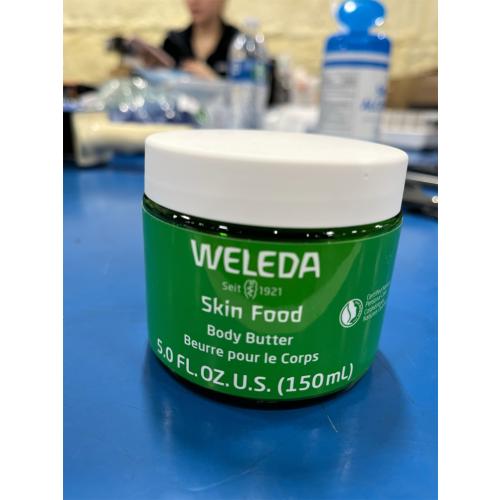 WELEDA
Seit 1921
Skin Food
Body Butter
Beurre pour le Corps
5.0 FL.OZ.U.S. (150mL)